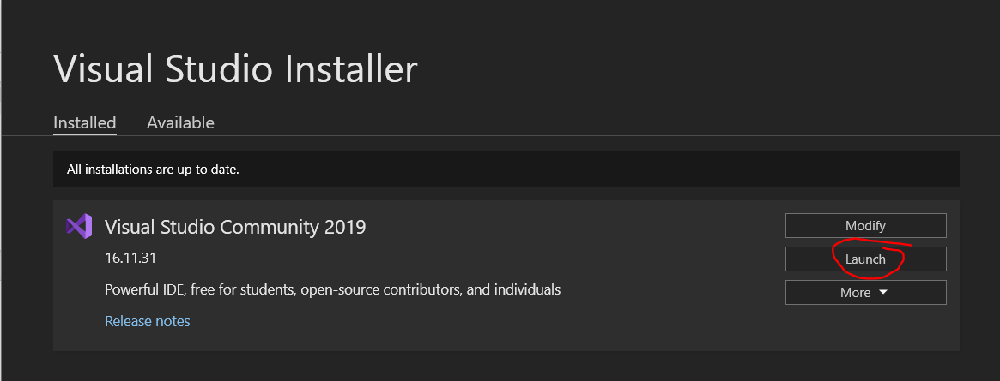 Visual Studio Installer
Installed Available
All installations are up to date.
Visual Studio Community 2019
16.11.31
Powerful IDE, free for students, open-source contributors, and individuals
Release notes
Modify
Launch
More